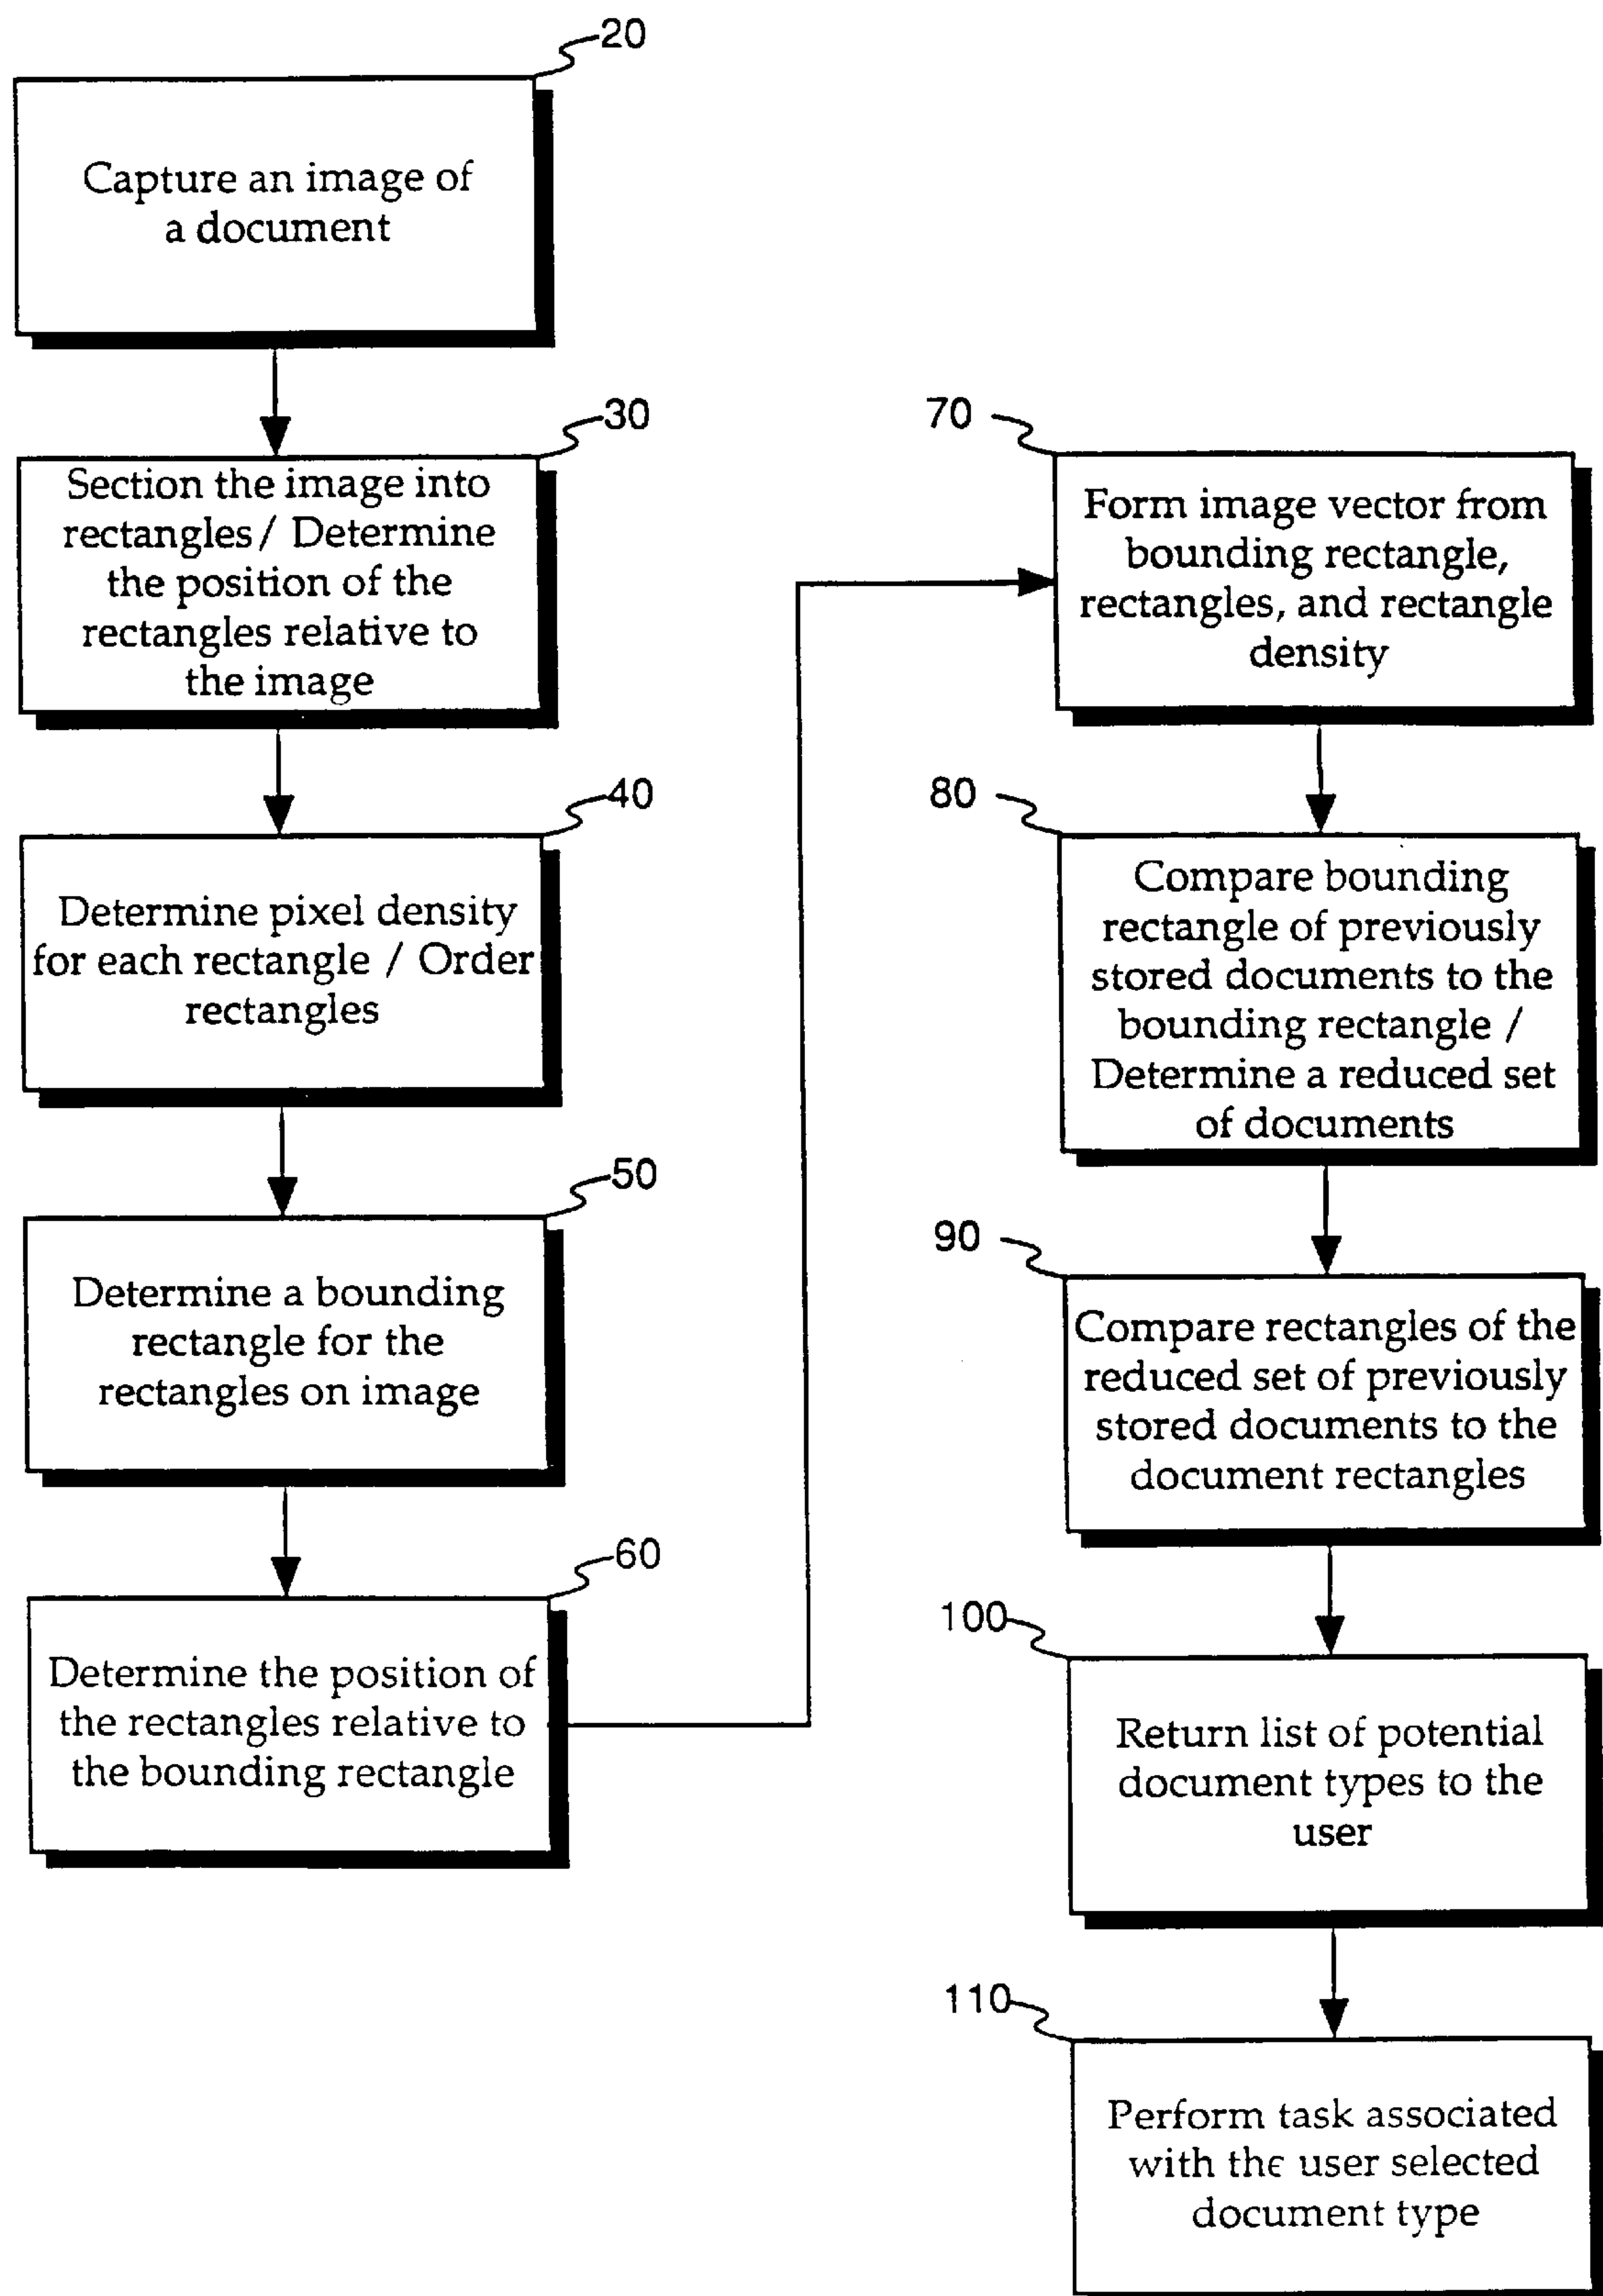 20
Capture an image of
a document
30
Section the image into
rectangles / Determine
the position of the
rectangles relative to
the image
40
Determine pixel density
for each rectangle / Order
rectangles
50
Determine a bounding
rectangle for the
rectangles on image
60
Determine the position of
the rectangles relative to
the bounding rectangle
70
Form image vector from
bounding rectangle,
rectangles, and rectangle
density
80
Compare bounding
rectangle of previously
stored documents to the
bounding rectangle /
Determine a reduced set
of documents
90
Compare rectangles of the
reduced set of previously
stored documents to the
document rectangles
100
Return list of potential
document types to the
user
110
Perform task associated
with the user selected
document type